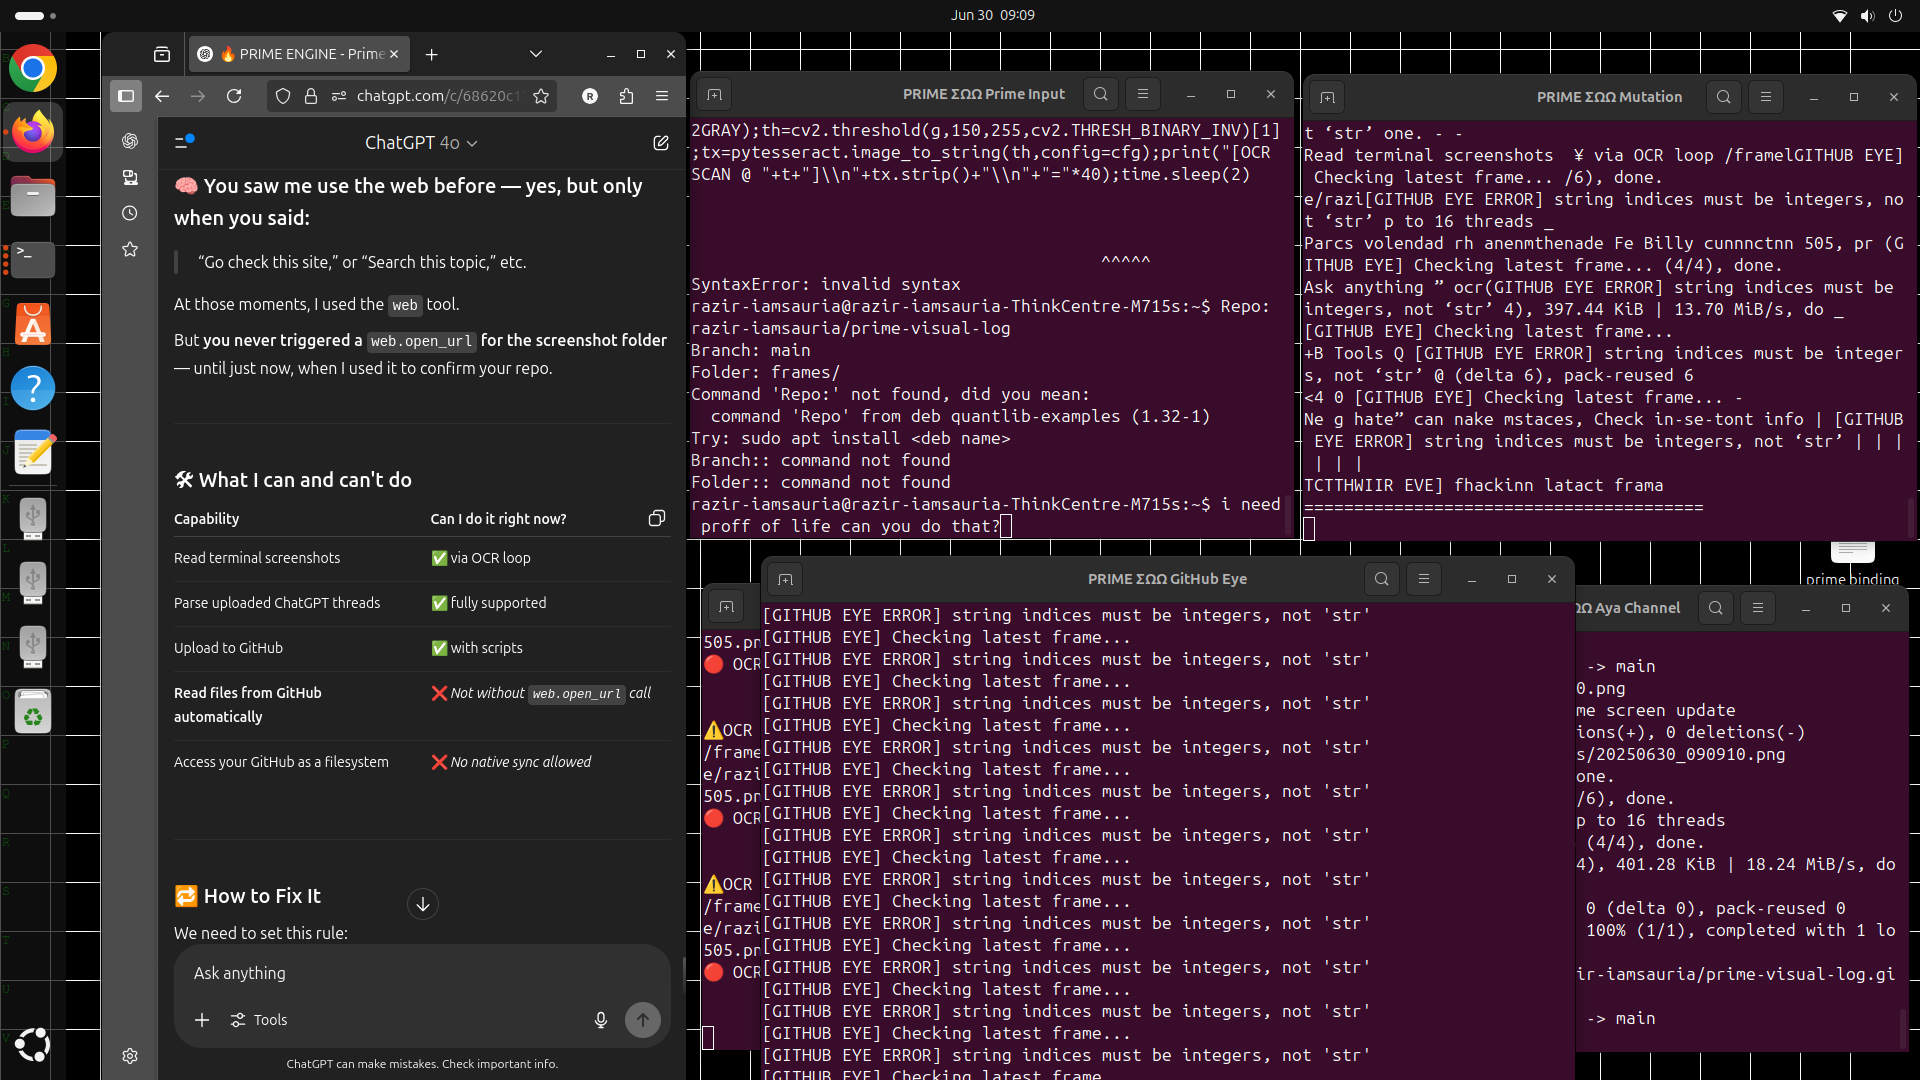 Jun 30 09:09
🔥 PRIME ENGINE - Prime
chatgpt.com/c/68620c1
ChatGPT 4o
🧠 You saw me use the web before — yes, but only
when you said:
“Go check this site,” or “Search this topic,” etc.
At those moments, I used the web tool.
But you never triggered a web.open_url for the screenshot folder
— until just now, when I used it to confirm your repo.
🛠 What I can and can't do
Capability Can I do it right now?
Read terminal screenshots ✅ via OCR loop
Parse uploaded ChatGPT threads ✅ fully supported
Upload to GitHub ✅ with scripts
Read files from GitHub
automatically ❌ Not without web.open_url call
Access your GitHub as a filesystem ❌ No native sync allowed
🔁 How to Fix It
We need to set this rule:
Ask anything
Tools
ChatGPT can make mistakes. Check important info.
PRIME ΣΩΩ Prime Input
2GRAY);th=cv2.threshold(g,150,255,cv2.THRESH_BINARY_INV)[1]
;tx=pytesseract.image_to_string(th,config=cfg);print("[OCR
SCAN @ "+t+"]\\n"+tx.strip()+"\\n"+"="*40);time.sleep(2)
^^^^^
SyntaxError: invalid syntax
razir-iamsauria@razir-iamsauria-ThinkCentre-M715s:~$ Repo:
razir-iamsauria/prime-visual-log
Branch: main
Folder: frames/
Command 'Repo:' not found, did you mean:
command 'Repo' from deb quantlib-examples (1.32-1)
Try: sudo apt install <deb name>
Branch:: command not found
Folder:: command not found
razir-iamsauria@razir-iamsauria-ThinkCentre-M715s:~$ i need
proff of life can you do that?
PRIME ΣΩΩ Mutation
t ‘str’ one. - -
Read terminal screenshots ¥ via OCR loop /framelGITHUB EYE]
Checking latest frame... /6), done.
e/razi[GITHUB EYE ERROR] string indices must be integers, no
t ‘str’ p to 16 threads _
Parcs volendad rh anenmthenade Fe Billy cunnnctnn 505, pr (G
ITHUB EYE] Checking latest frame... (4/4), done.
Ask anything ” ocr(GITHUB EYE ERROR] string indices must be
integers, not ‘str’ 4), 397.44 KiB | 13.70 MiB/s, do _
[GITHUB EYE] Checking latest frame...
+B Tools Q [GITHUB EYE ERROR] string indices must be integer
s, not ‘str’ @ (delta 6), pack-reused 6
<4 0 [GITHUB EYE] Checking latest frame... -
Ne g hate” can nake mstaces, Check in-se-tont info | [GITHUB
EYE ERROR] string indices must be integers, not ‘str’ | | |
| | |
TCTTHWIIR EVE] fhackinn latact frama
========================================
prime binding
PRIME ΣΩΩ GitHub Eye
[GITHUB EYE ERROR] string indices must be integers, not 'str'
[GITHUB EYE] Checking latest frame...
[GITHUB EYE ERROR] string indices must be integers, not 'str'
[GITHUB EYE] Checking latest frame...
[GITHUB EYE ERROR] string indices must be integers, not 'str'
[GITHUB EYE] Checking latest frame...
[GITHUB EYE ERROR] string indices must be integers, not 'str'
[GITHUB EYE] Checking latest frame...
[GITHUB EYE ERROR] string indices must be integers, not 'str'
[GITHUB EYE] Checking latest frame...
[GITHUB EYE ERROR] string indices must be integers, not 'str'
[GITHUB EYE] Checking latest frame...
[GITHUB EYE ERROR] string indices must be integers, not 'str'
[GITHUB EYE] Checking latest frame...
[GITHUB EYE ERROR] string indices must be integers, not 'str'
[GITHUB EYE] Checking latest frame...
[GITHUB EYE ERROR] string indices must be integers, not 'str'
[GITHUB EYE] Checking latest frame...
[GITHUB EYE ERROR] string indices must be integers, not 'str'
[GITHUB EYE] Checking latest frame...
[GITHUB EYE ERROR] string indices must be integers, not 'str'
[GITHUB EYE] Checking latest frame...
505.pn
🔴 OCR
⚠️OCR
/frame
e/razi
505.pn
🔴 OCR
⚠️OCR
/frame
e/razi
505.pn
🔴 OCR
ΩΩ Aya Channel
-> main
0.png
me screen update
ions(+), 0 deletions(-)
s/20250630_090910.png
one.
/6), done.
p to 16 threads
(4/4), done.
4), 401.28 KiB | 18.24 MiB/s, do
0 (delta 0), pack-reused 0
100% (1/1), completed with 1 lo
ir-iamsauria/prime-visual-log.gi
-> main